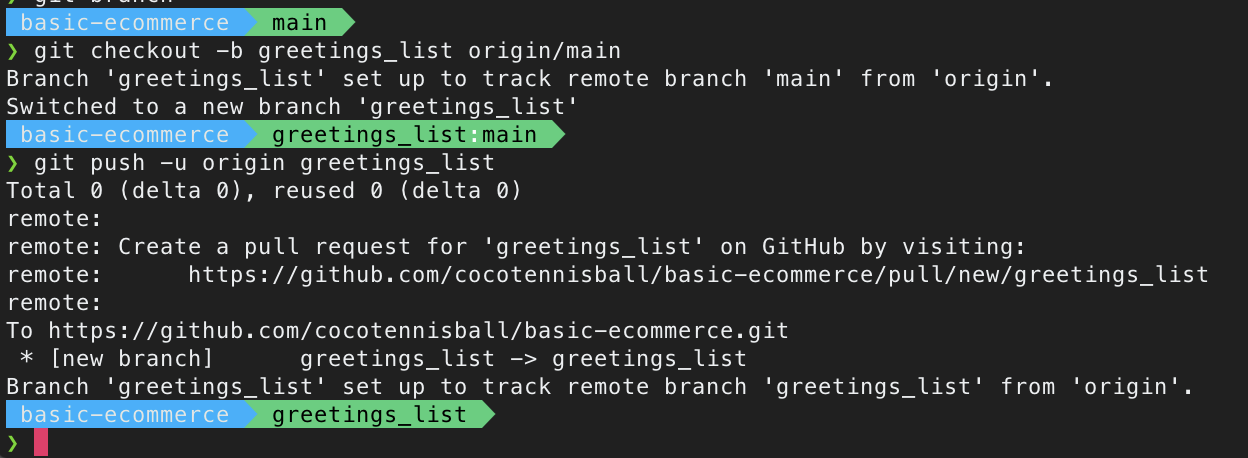 git branch
basic-ecommerce main
❯ git checkout -b greetings_list origin/main
Branch 'greetings_list' set up to track remote branch 'main' from 'origin'.
Switched to a new branch 'greetings_list'
basic-ecommerce greetings_list:main
❯ git push -u origin greetings_list
Total 0 (delta 0), reused 0 (delta 0)
remote:
remote: Create a pull request for 'greetings_list' on GitHub by visiting:
remote:      https://github.com/cocotennisball/basic-ecommerce/pull/new/greetings_list
remote:
To https://github.com/cocotennisball/basic-ecommerce.git
 * [new branch]      greetings_list -> greetings_list
Branch 'greetings_list' set up to track remote branch 'greetings_list' from 'origin'.
basic-ecommerce greetings_list
❯